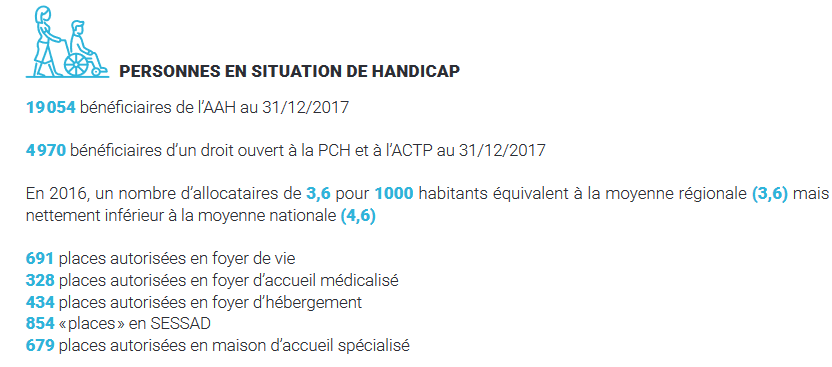 PERSONNES EN SITUATION DE HANDICAP
19054 bénéficiaires de l’AAH au 31/12/2017
4970 bénéficiaires d’un droit ouvert à la PCH et à l’ACTP au 31/12/2017
En 2016, un nombre d’allocataires de 3,6 pour 1000 habitants équivalent à la moyenne régionale (3,6) mais
nettement inférieur à la moyenne nationale (4,6)
691 places autorisées en foyer de vie
328 places autorisées en foyer d’accueil médicalisé
434 places autorisées en foyer d’hébergement
854 «places» en SESSAD
679 places autorisées en maison d’accueil spécialisé